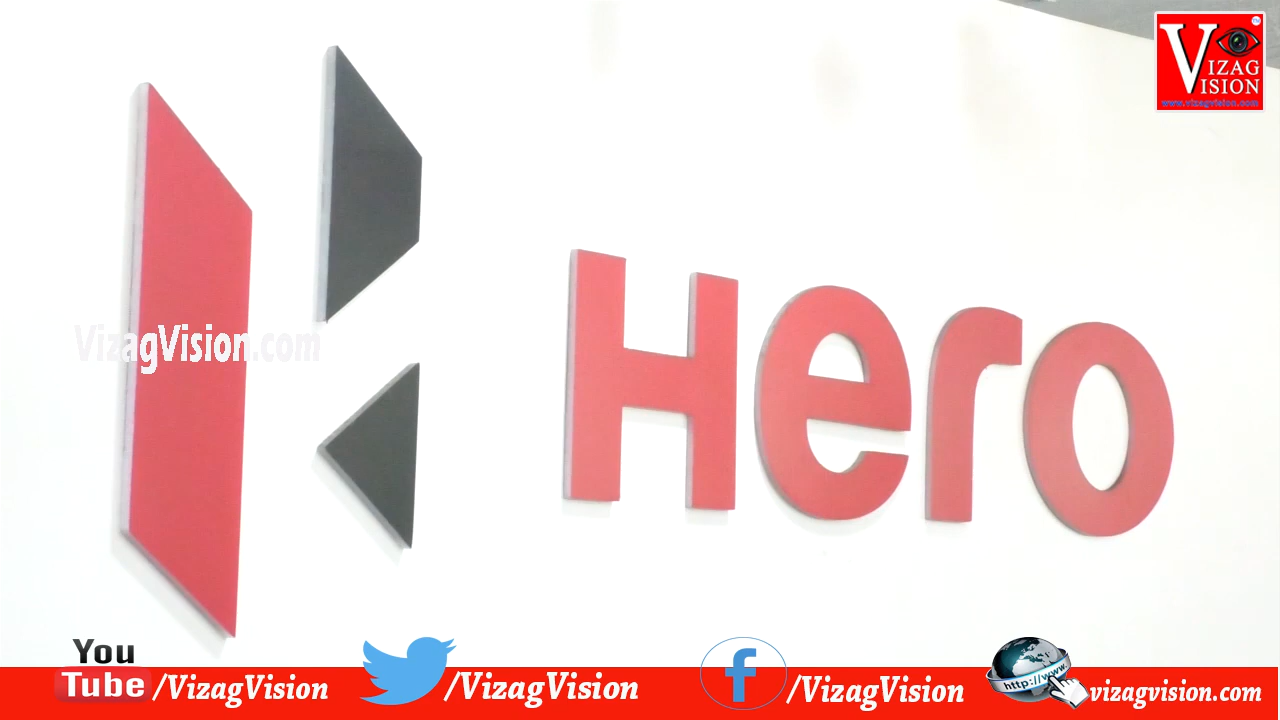 VIZAG
VISION
www.vizagvision.com
Hero
VizagVision.com
You
Tube /VizagVision
/VizagVision
f /VizagVision
http://www.
vizagvision.com